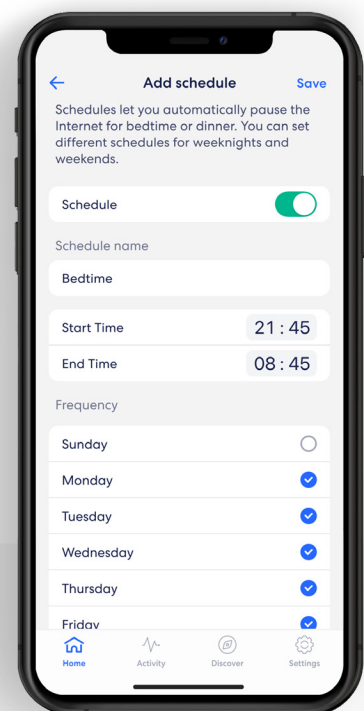 Add schedule
Save
Schedules let you automatically pause the
Internet for bedtime or dinner. You can set
different schedules for weeknights and
weekends.
Schedule
Schedule name
Bedtime
Start Time 21 : 45
End Time 08 : 45
Frequency
Sunday
Monday
Tuesday
Wednesday
Thursday
Friday
Home Activity Discover Settings